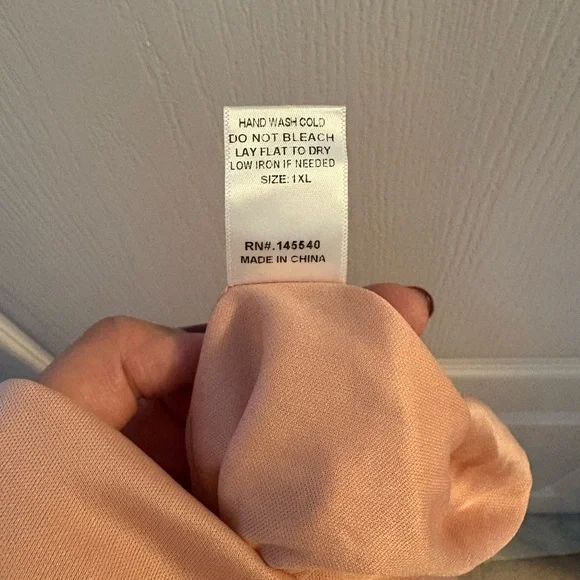 HAND WASH COLD
DO NOT BLEACH
LAY FLAT TO DRY
LOW IRON IF NEEDED
SIZE: 1XL
RN#.145540
MADE IN CHINA